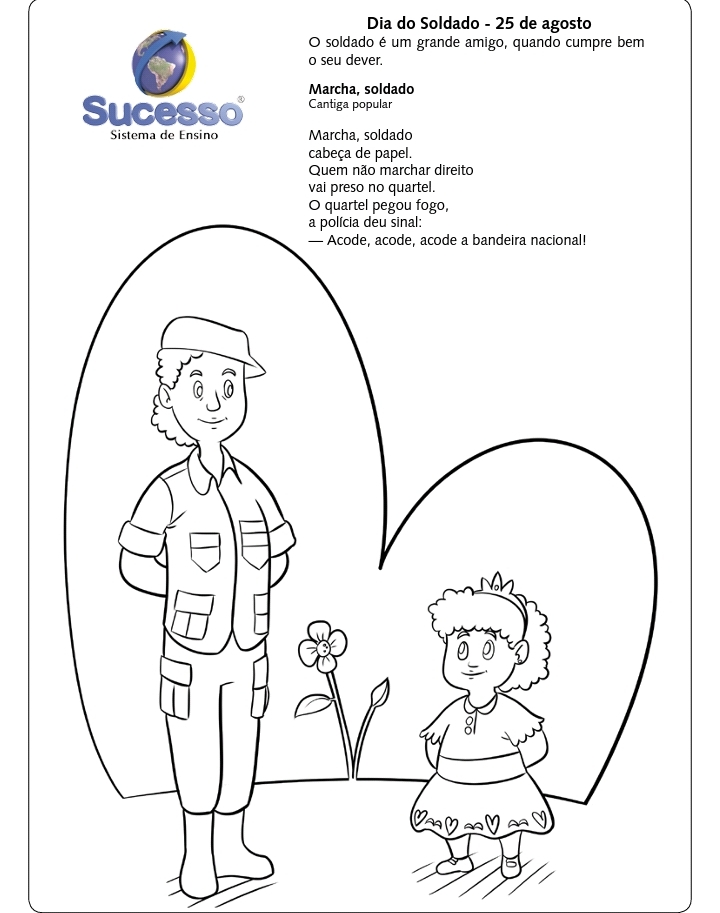 Sucesso®
Sistema de Ensino
Dia do Soldado - 25 de agosto
O soldado é um grande amigo, quando cumpre bem
o seu dever.
Marcha, soldado
Cantiga popular
Marcha, soldado
cabeça de papel.
Quem não marchar direito
vai preso no quartel.
O quartel pegou fogo,
a polícia deu sinal:
— Acode, acode, acode a bandeira nacional!